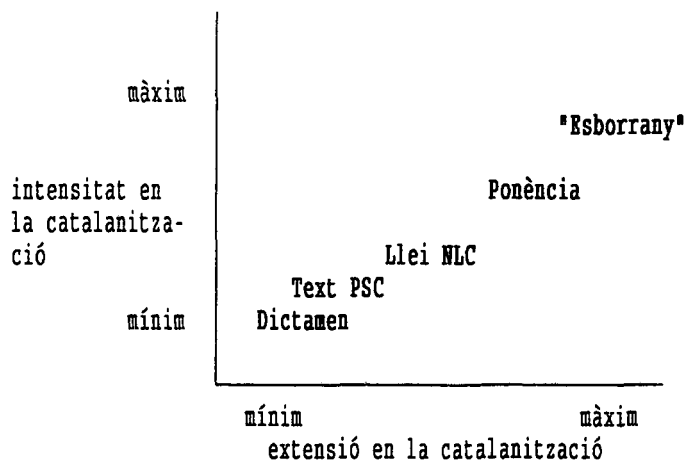 màxim
"Esborrany"
intensitat en
la catalanitza-
ció
Ponència
Llei NLC
Text PSC
mínim
Dictamen
mínim
màxim
extensió en la catalanització